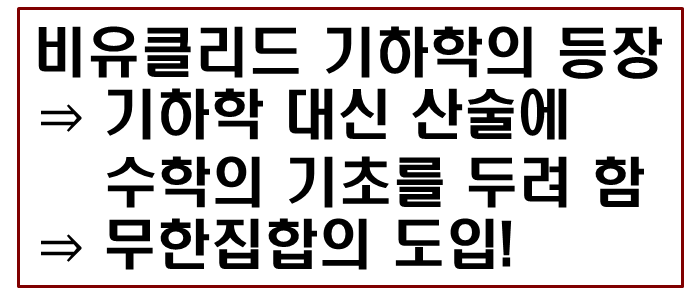 비유클리드 기하학의 등장
⇒ 기하학 대신 산술에
수학의 기초를 두려 함
⇒ 무한집합의 도입!